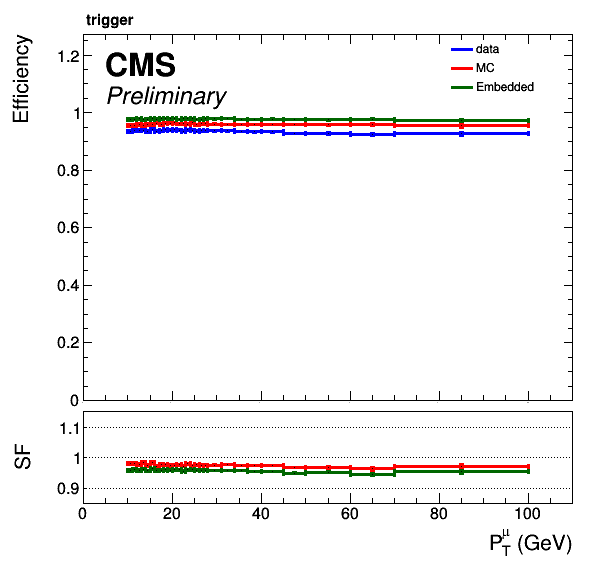 trigger
CMS
Preliminary
data
MC
Embedded
Efficiency
1.2
1
0.8
0.6
0.4
0.2
0
SF
1.1
1
0.9
0 20 40 60 80 100
P_T^μ (GeV)